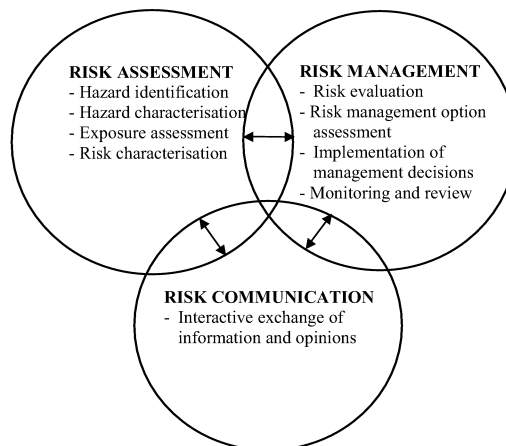 RISK ASSESSMENT
- Hazard identification
- Hazard characterisation
- Exposure assessment
- Risk characterisation
RISK MANAGEMENT
- Risk evaluation
- Risk management option
assessment
- Implementation of
management decisions
- Monitoring and review
RISK COMMUNICATION
- Interactive exchange of
information and opinions